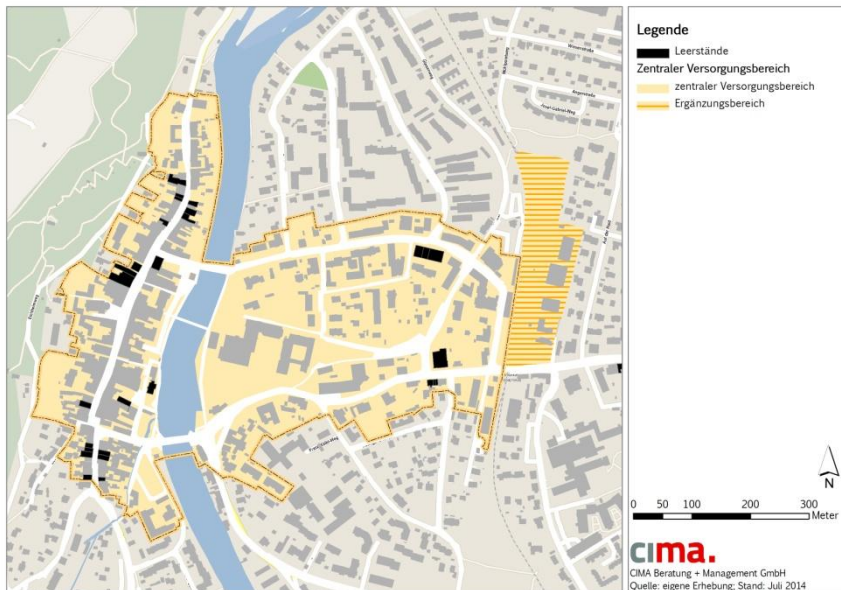 Legende
Leerstände
Zentraler Versorgungsbereich
zentraler Versorgungsbereich
Ergänzungsbereich
N
0 50 100 200 300
Meter
cima.
CIMA Beratung + Management GmbH
Quelle: eigene Erhebung; Stand: Juli 2014